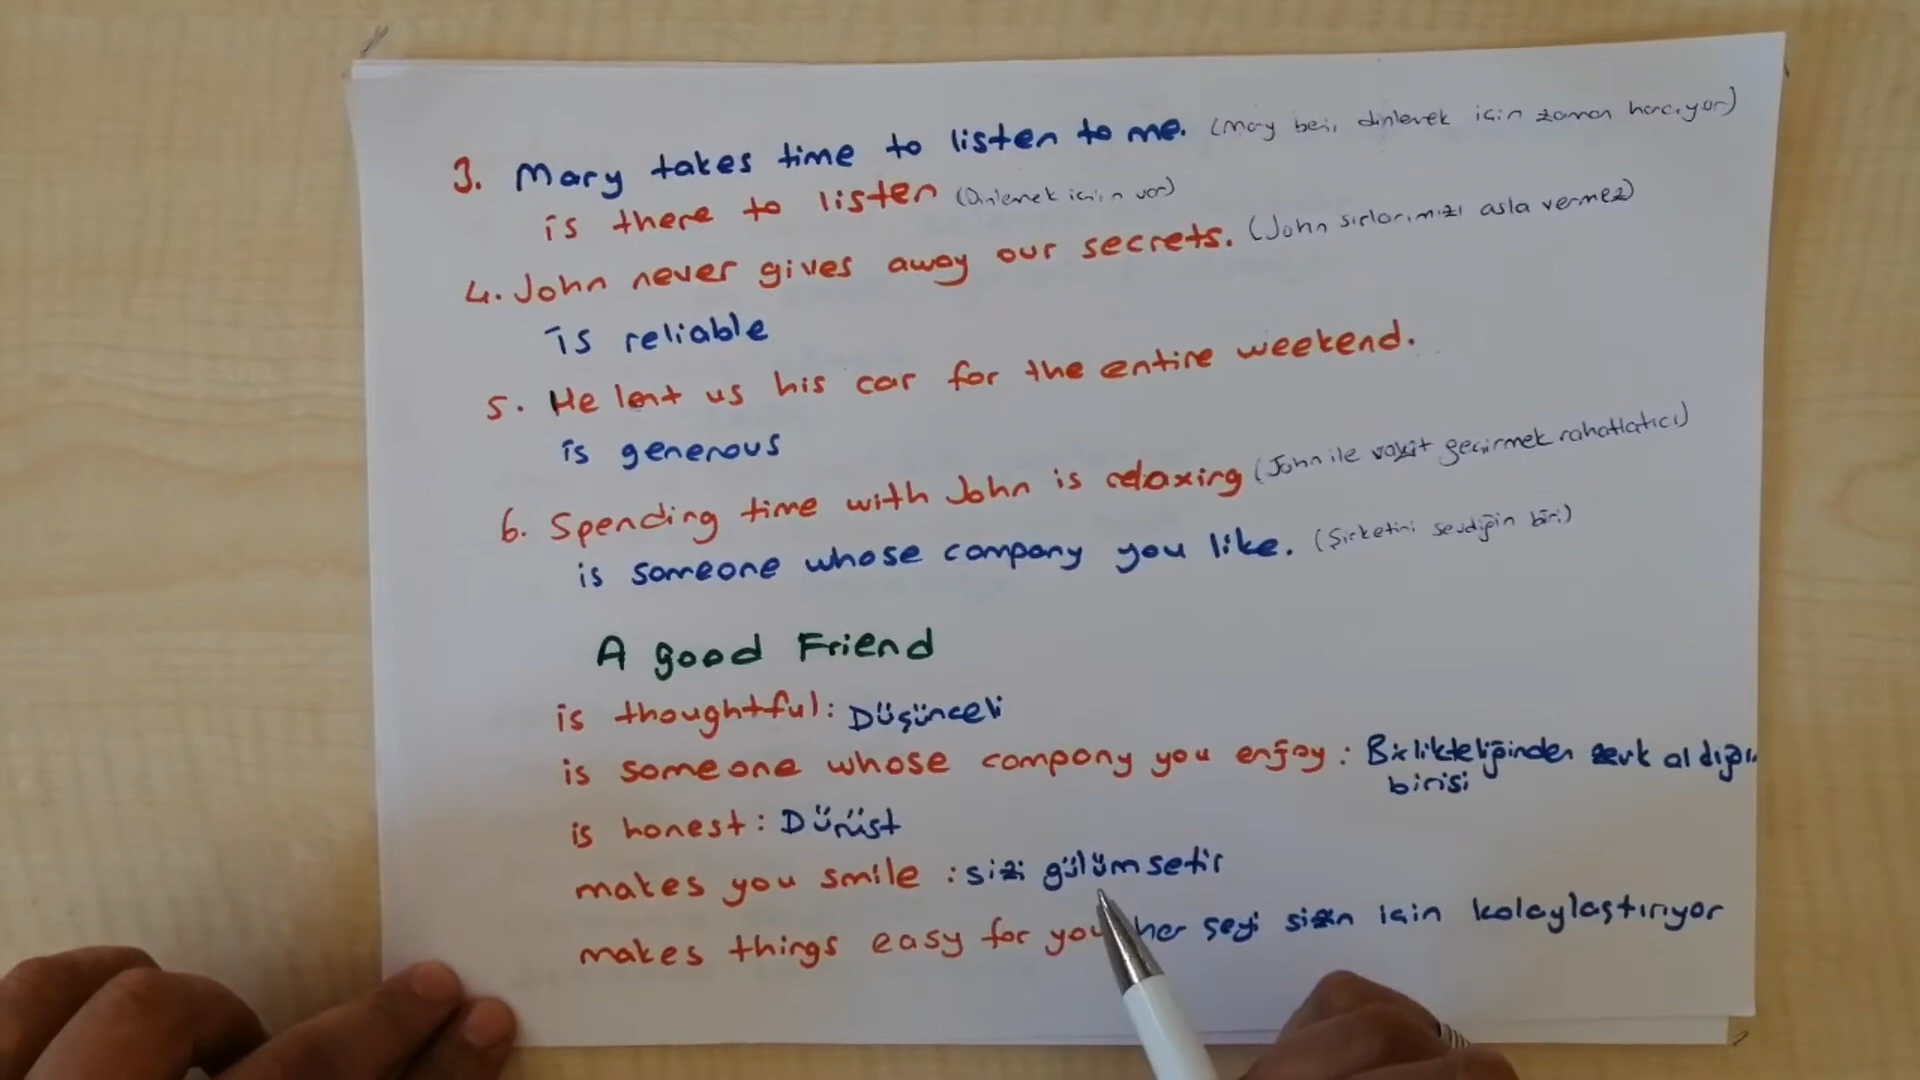 3. Mary takes time to listen to me. (May beni dinlemek için zaman harcıyor)
is there to listen (Dinlemek için var)
4. John never gives away our secrets. (John sırlarımızı asla vermez)
is reliable
5. He lent us his car for the entire weekend.
is generous
6. Spending time with John is relaxing (John ile vakit geçirmek rahatlatıcı)
is someone whose company you like. (Şirketini sevdiğin biri)
A good Friend
is thoughtful: Düşünceli
is someone whose company you enjoy: Birlikteliğinden zevk
birisi
is honest: Dürüst
makes you smile: sizi gülümsetir
makes things easy for you her şeyi sizin için kolaylaştırıyor